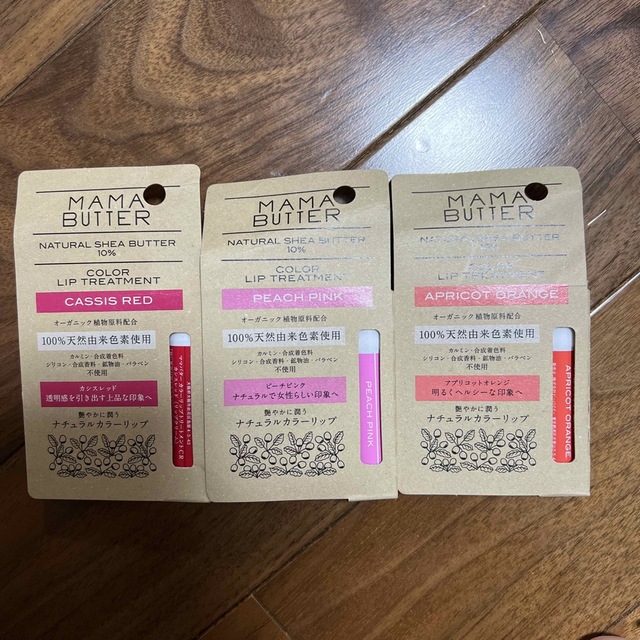 MAMA
BUTTER
NATURAL SHEA BUTTER
10%
COLOR
LIP TREATMENT
CASSIS RED
オーガニック植物原料配合
100%天然由来色素使用
カルミン・合成着色料
シリコン・合成香料・鉱物油・パラベン
不使用
カシスレッド
透明感を引き出す上品な印象へ
艶やかに潤う
ナチュラルカラーリップ
MAMA
BUTTER
NATURAL SHEA BUTTER
10%
COLOR
LIP TREATMENT
PEACH PINK
オーガニック植物原料配合
100%天然由来色素使用
カルミン・合成着色料
シリコン・合成香料・鉱物油・パラベン
不使用
ピーチピンク
ナチュラルで女性らしい印象へ
艶やかに潤う
ナチュラルカラーリップ
PEACH PINK
MAMA
BUTTER
NATURAL SHEA BUTTER
LIP TREATMENT
APRICOT ORANGE
オーガニック植物原料配合
100%天然由来色素使用
カルミン・合成着色料
シリコン・合成香料・鉱物油・パラベン
不使用
アプリコットオレンジ
明るくヘルシーな印象へ
艶やかに潤う
ナチュラルカラーリップ
APRICOT ORANGE